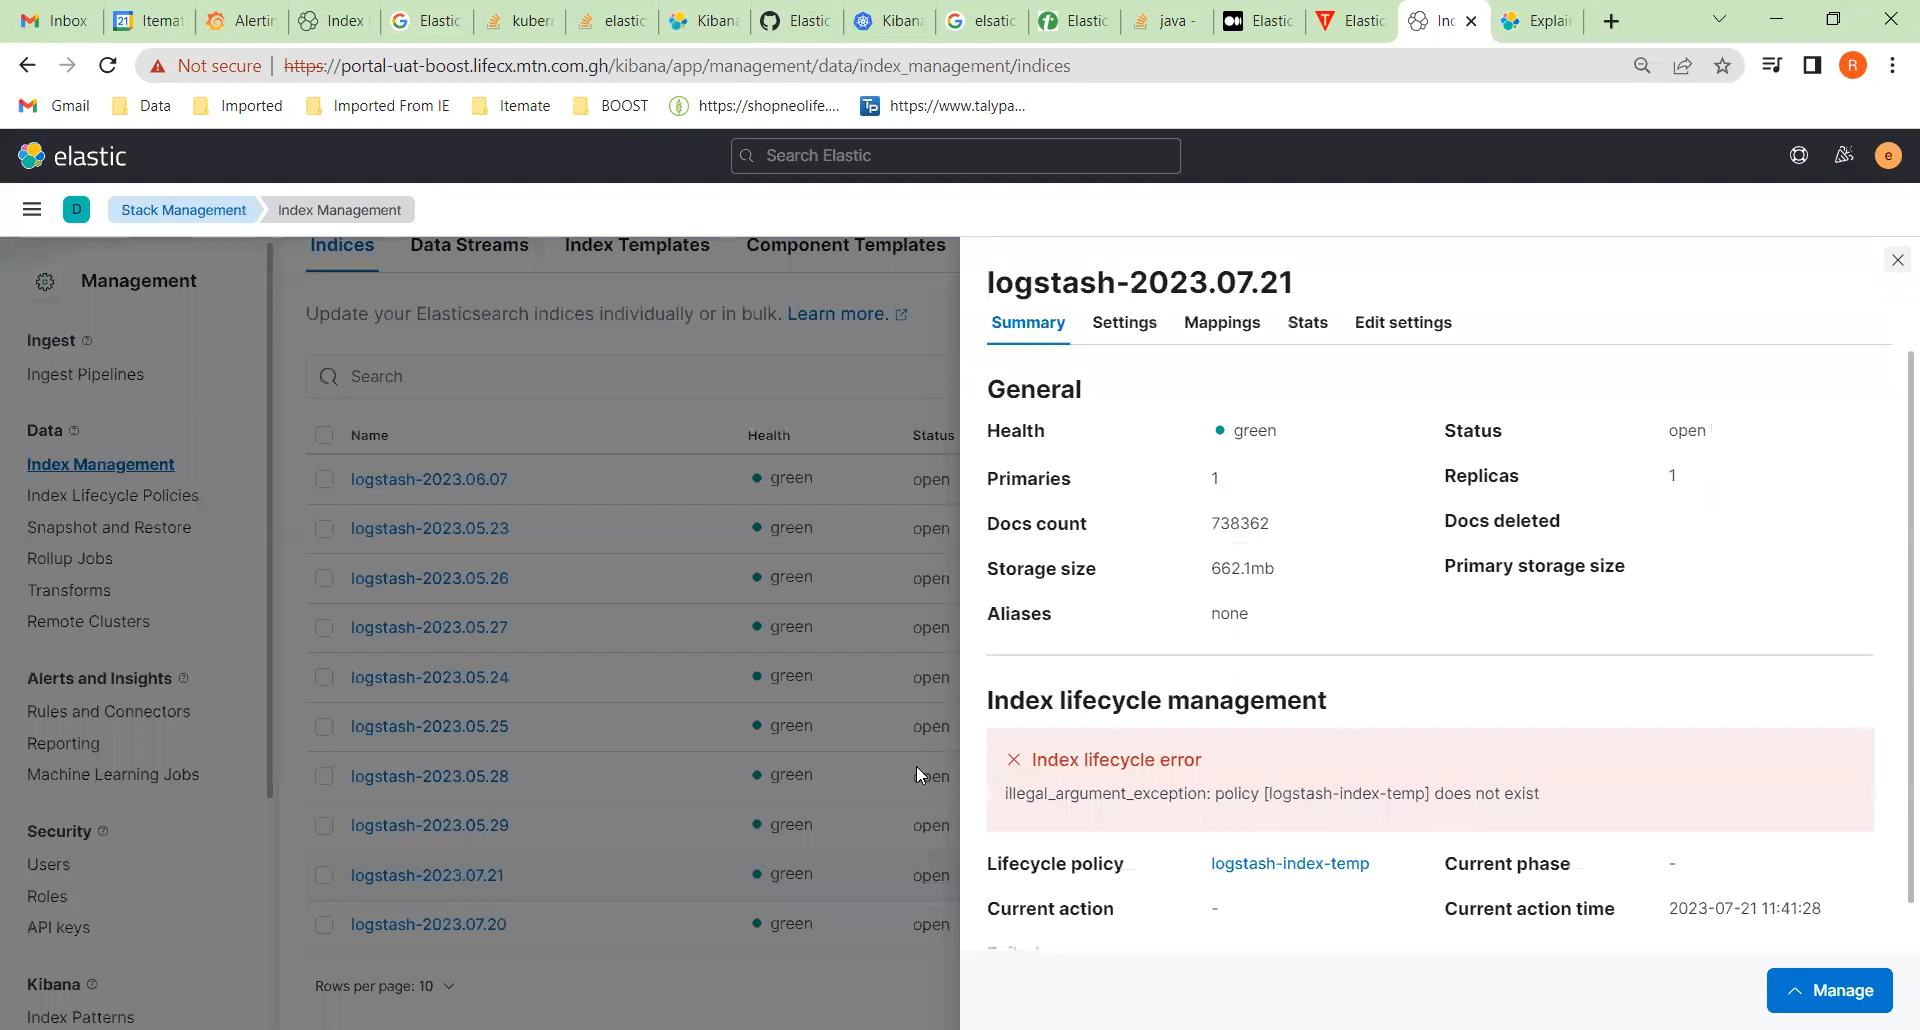 Inbox
Itemat
Alertin
Index
Elastic
kubern
elastic
Kibana
Elastic
Kibana
elsatic
Elastic
java -
Elastic
Elastic
Inc
Explain
Not secure
https://portal-uat-boost.lifecx.mtn.com.gh/kibana/app/management/data/index_management/indices
R
Gmail
Data
Imported
Imported From IE
Itemate
BOOST
https://shopneolife....
https://www.talypa...
elastic
Search Elastic
e
D
Stack Management
Index Management
Management
Ingest
Ingest Pipelines
Data
Index Management
Index Lifecycle Policies
Snapshot and Restore
Rollup Jobs
Transforms
Remote Clusters
Alerts and Insights
Rules and Connectors
Reporting
Machine Learning Jobs
Security
Users
Roles
API keys
Kibana
Index Patterns
Indices
Data Streams
Index Templates
Component Templates
Update your Elasticsearch indices individually or in bulk. Learn more.
Search
Name Health Status
logstash-2023.06.07 green open
logstash-2023.05.23 green open
logstash-2023.05.26 green open
logstash-2023.05.27 green open
logstash-2023.05.24 green open
logstash-2023.05.25 green open
logstash-2023.05.28 green open
logstash-2023.05.29 green open
logstash-2023.07.21 green open
logstash-2023.07.20 green open
Rows per page: 10
logstash-2023.07.21
Summary
Settings
Mappings
Stats
Edit settings
General
Health green Status open
Primaries 1 Replicas 1
Docs count 738362 Docs deleted
Storage size 662.1mb Primary storage size
Aliases none
Index lifecycle management
Index lifecycle error
illegal_argument_exception: policy [logstash-index-temp] does not exist
Lifecycle policy logstash-index-temp Current phase -
Current action - Current action time 2023-07-21 11:41:28
Manage